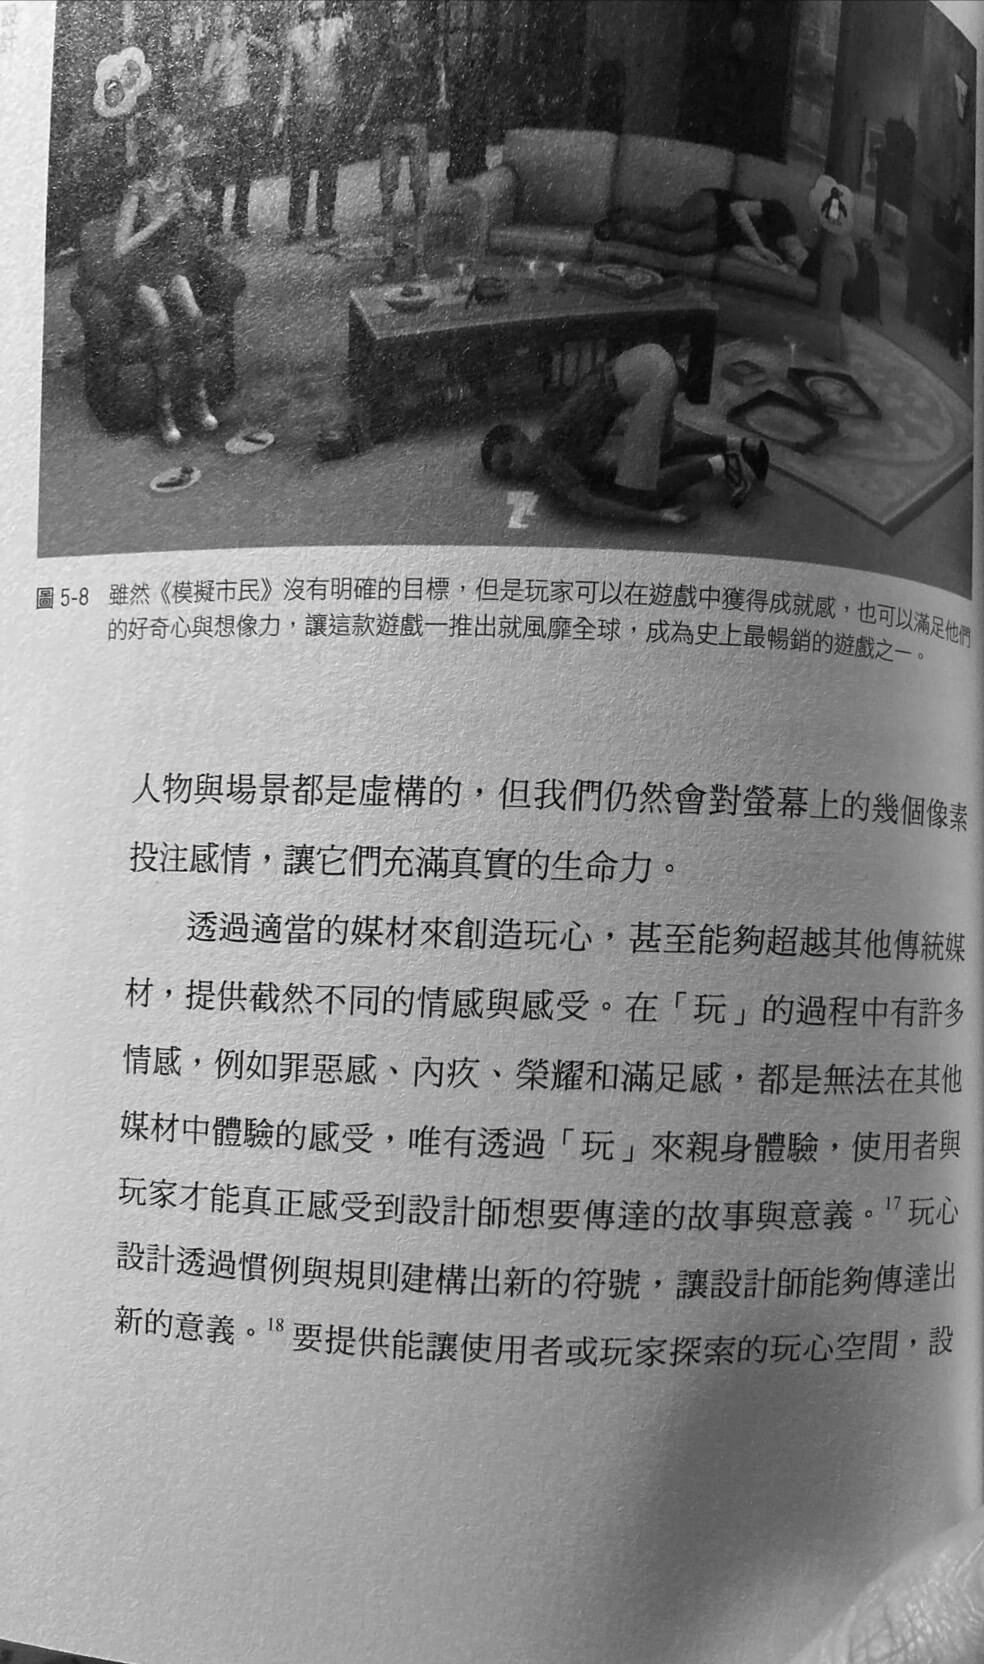 圖 5-8 雖然《模擬市民》沒有明確的目標，但是玩家可以在遊戲中獲得成就感，也可以滿足他們
的好奇心與想像力，讓這款遊戲一推出就風靡全球，成為史上最暢銷的遊戲之一。
人物與場景都是虛構的，但我們仍然會對螢幕上的幾個像素
投注感情，讓它們充滿真實的生命力。
透過適當的媒材來創造玩心，甚至能夠超越其他傳統媒
材，提供截然不同的情感與感受。在「玩」的過程中有許多
情感，例如罪惡感、內疚、榮耀和滿足感，都是無法在其他
媒材中體驗的感受，唯有透過「玩」來親身體驗，使用者與
玩家才能真正感受到設計師想要傳達的故事與意義。17 玩心
設計透過慣例與規則建構出新的符號，讓設計師能夠傳達出
新的意義。18 要提供能讓使用者或玩家探索的玩心空間，設